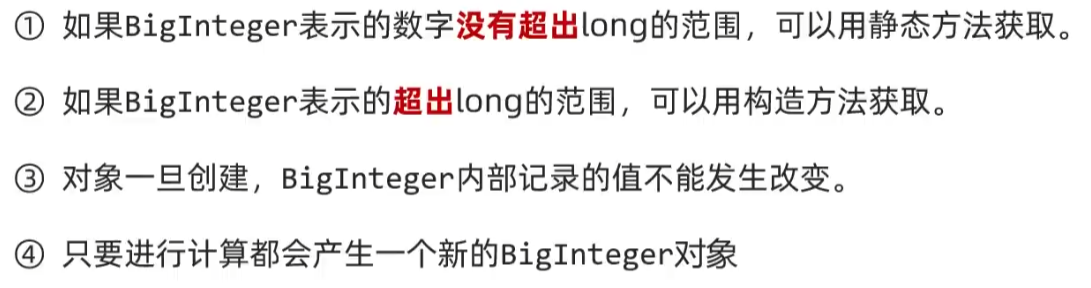 ① 如果BigInteger表示的数字没有超出long的范围，可以用静态方法获取。
② 如果BigInteger表示的超出long的范围，可以用构造方法获取。
③ 对象一旦创建，BigInteger内部记录的值不能发生改变。
④ 只要进行计算都会产生一个新的BigInteger对象